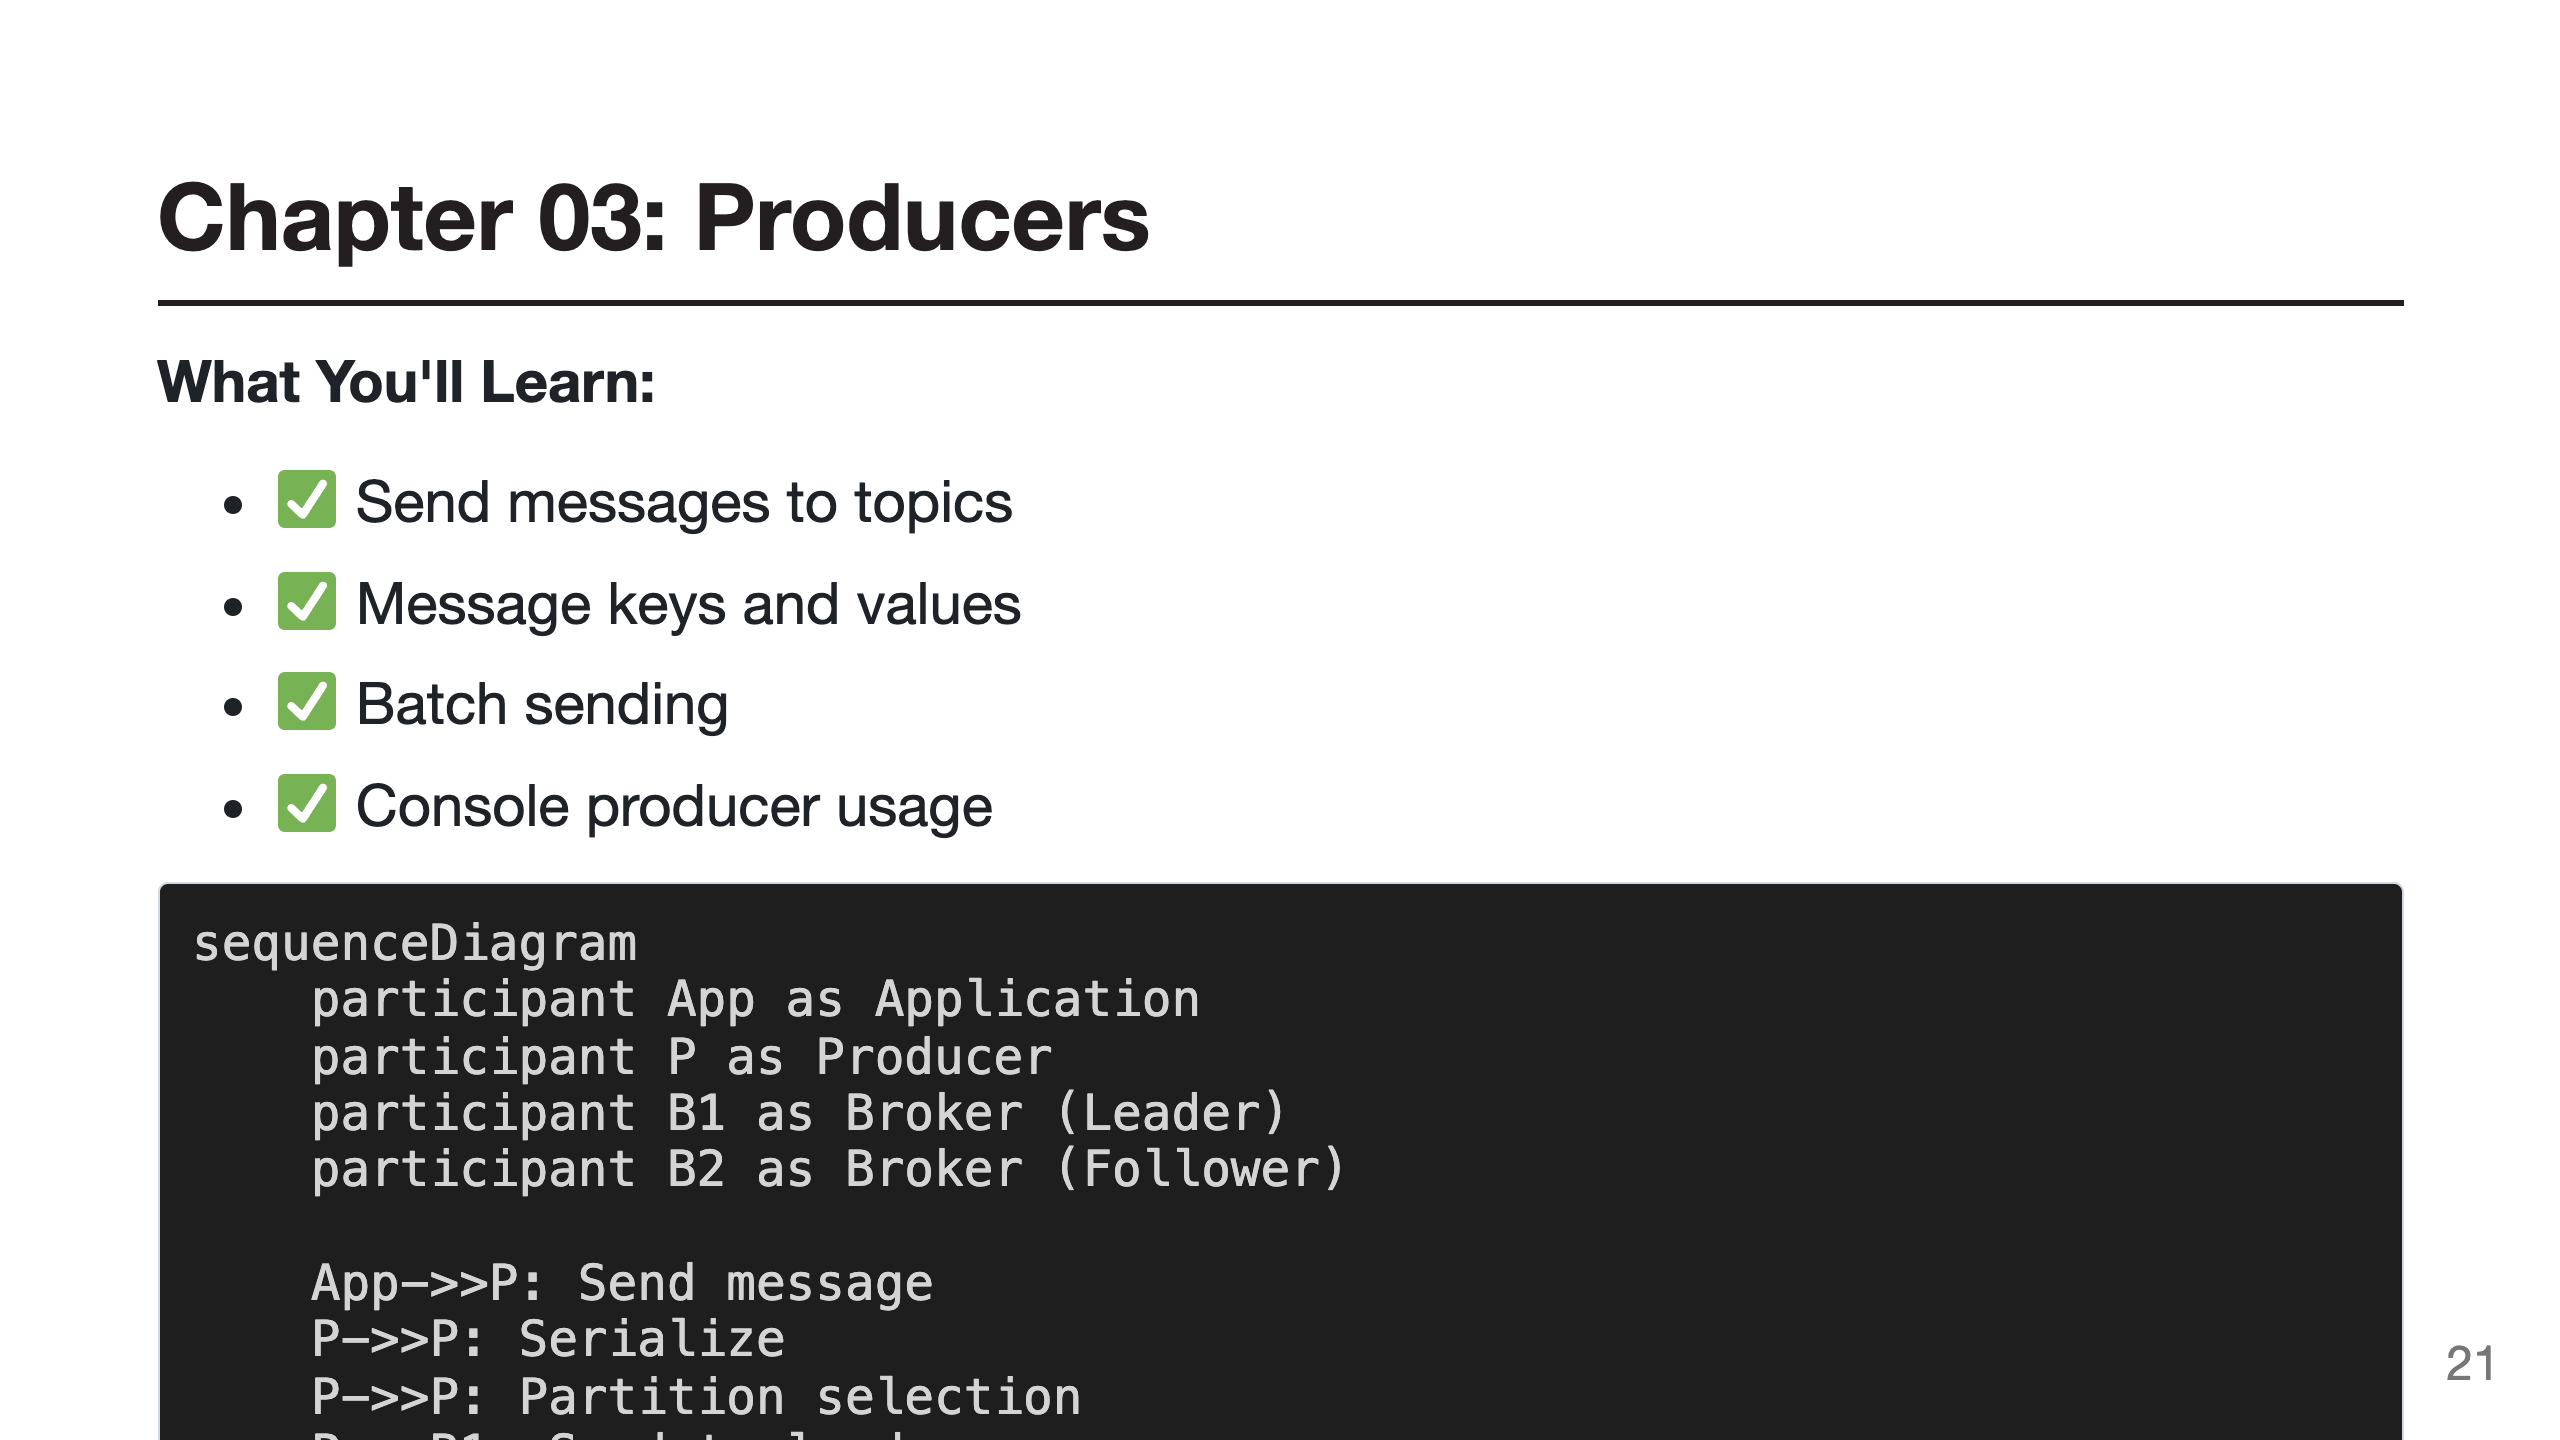 Chapter 03: Producers
What You'll Learn:
• ✅ Send messages to topics
• ✅ Message keys and values
• ✅ Batch sending
• ✅ Console producer usage
sequenceDiagram
    participant App as Application
    participant P as Producer
    participant B1 as Broker (Leader)
    participant B2 as Broker (Follower)
    App->>P: Send message
    P->>P: Serialize
    P->>P: Partition selection
21